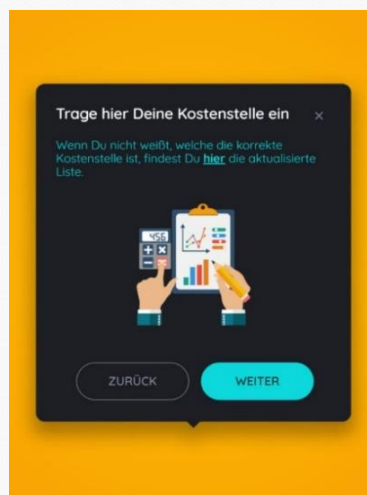 Trage hier Deine Kostenstelle ein ×
Wenn Du nicht weißt, welche die korrekte
Kostenstelle ist, findest Du hier die aktualisierte
Liste.
456
ZURÜCK WEITER